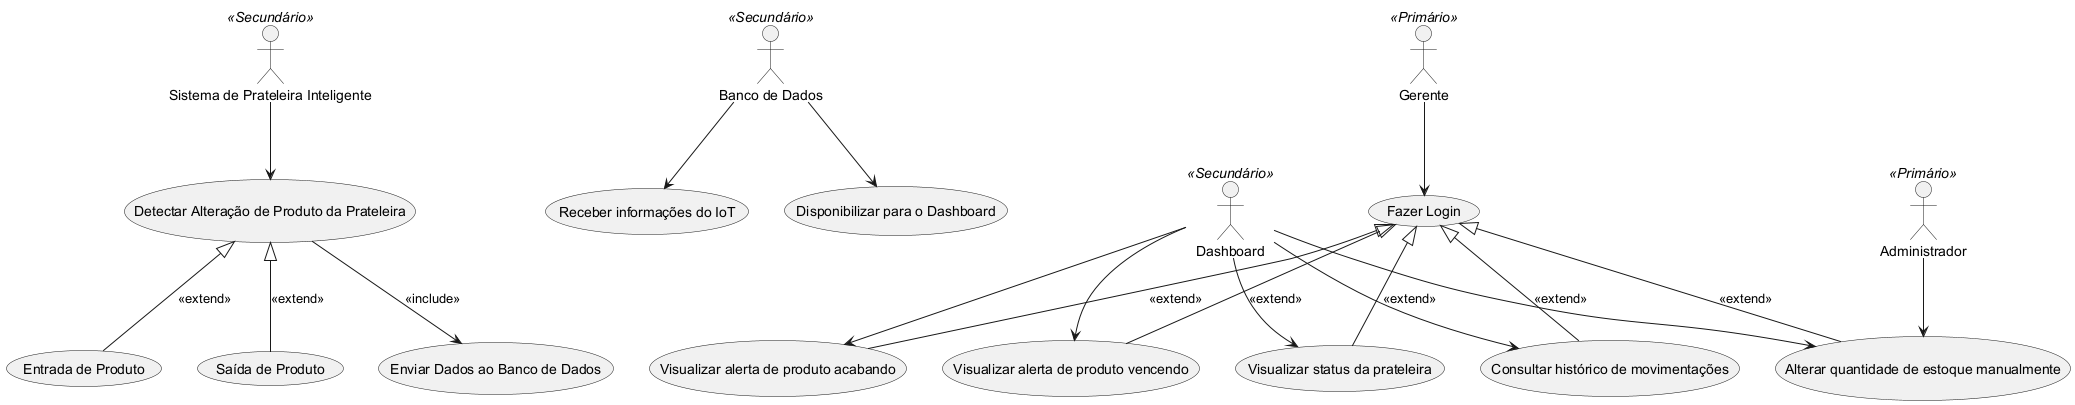 «Secundário»
Sistema de Prateleira Inteligente
«Secundário»
Banco de Dados
«Primário»
Gerente
«Secundário»
Dashboard
«Primário»
Administrador
Detectar Alteração de Produto da Prateleira
Receber informações do IoT
Disponibilizar para o Dashboard
Fazer Login
«extend»
«extend»
«include»
«extend»
«extend»
«extend»
«extend»
«extend»
Entrada de Produto
Saída de Produto
Enviar Dados ao Banco de Dados
Visualizar alerta de produto acabando
Visualizar alerta de produto vencendo
Visualizar status da prateleira
Consultar histórico de movimentações
Alterar quantidade de estoque manualmente